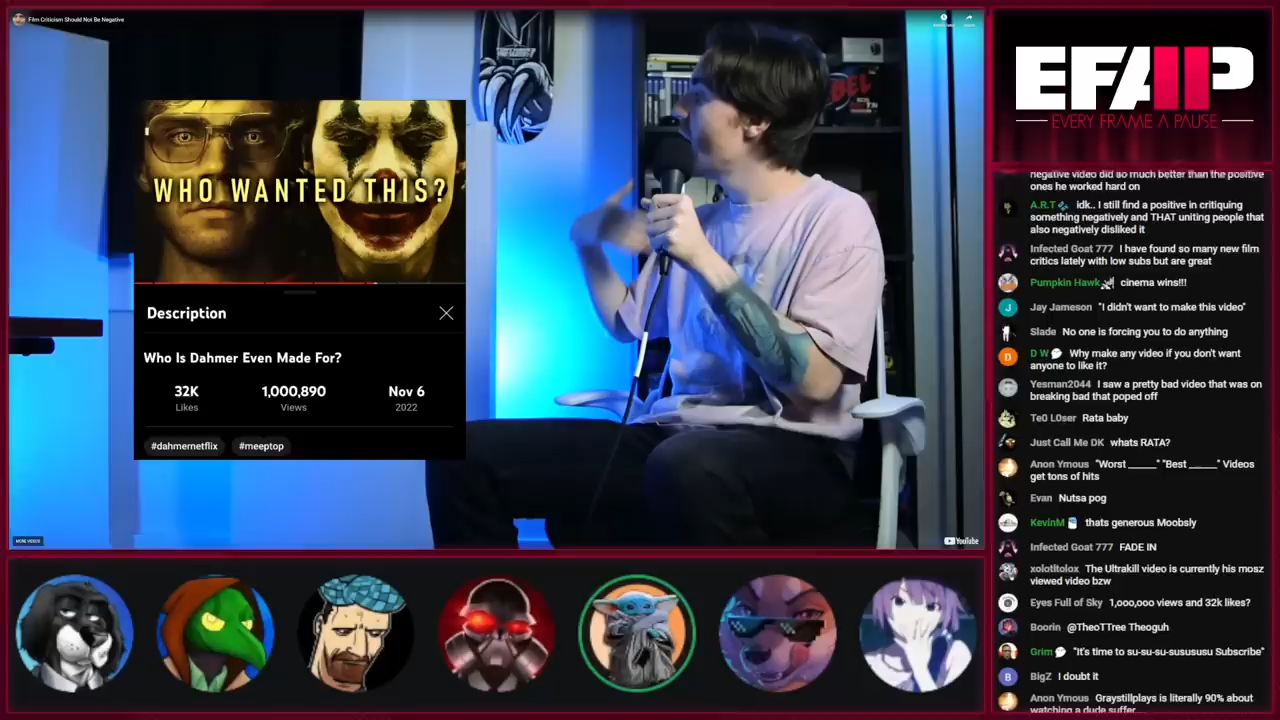 Film Criticism Should Not Be Negative
WHO WANTED THIS?
Description
Who Is Dahmer Even Made For?
32K 1,000,890 Nov 6
Likes Views 2022
#dahmernetflix #meeptop
BEL
MORE VIDEOS
YouTube
EFAP
EVERY FRAME A PAUSE
negative video did so much better than the positive
ones he worked hard on
A.R.T idk.. I still find a positive in critiquing
something negatively and THAT uniting people that
also negatively disliked it
Infected Goat 777 I have found so many new film
critics lately with low subs but are great
Pumpkin Hawk cinema wins!!!
Jay Jameson "I didn't want to make this video"
Slade No one is forcing you to do anything
D W Why make any video if you don't want
anyone to like it?
Yesman2044 I saw a pretty bad video that was on
breaking bad that poped off
Te0 L0ser Rata baby
Just Call Me DK whats RATA?
Anon Ymous "Worst ______" "Best ______" Videos
get tons of hits
Evan Nutsa pog
KevinM thats generous Moobsly
Infected Goat 777 FADE IN
xolotltolox The Ultrakill video is currently his mosz
viewed video bzw
Eyes Full of Sky 1,ooo,ooo views and 32k likes?
Boorin @TheoTTree Theoguh
Grim "It's time to su-su-su-susususu Subscribe"
BigZ I doubt it
Anon Ymous Graystillplays is literally 90% about
watching a dude suffer...